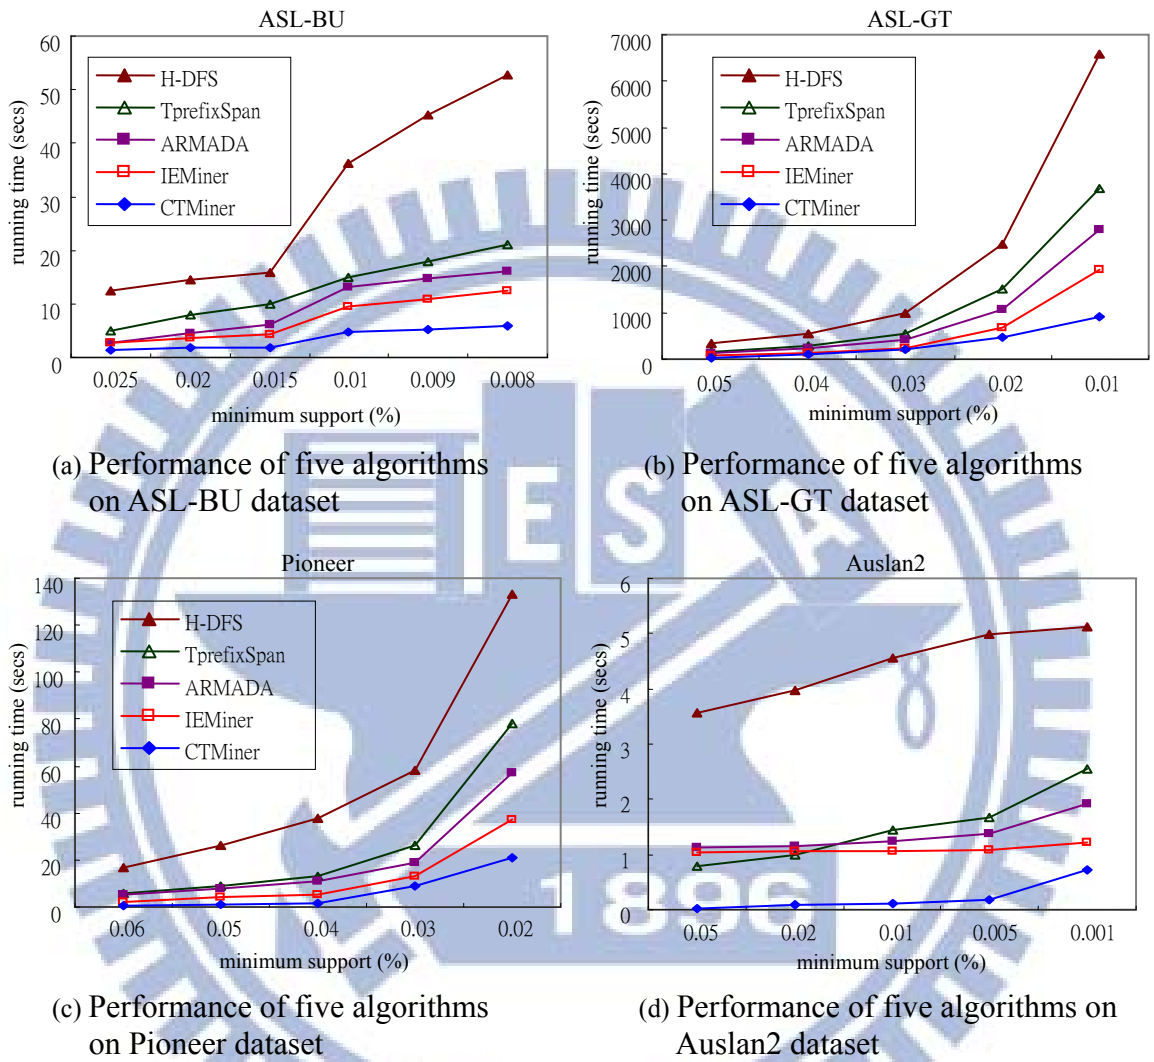 ASL-BU
60
50
40
30
20
10
0
running time (secs)
H-DFS
TprefixSpan
ARMADA
IEMiner
CTMiner
0.025 0.02 0.015 0.01 0.009 0.008
minimum support (%)
(a) Performance of five algorithms
on ASL-BU dataset
ASL-GT
7000
6000
5000
4000
3000
2000
1000
0
running time (secs)
H-DFS
TprefixSpan
ARMADA
IEMiner
CTMiner
0.05 0.04 0.03 0.02 0.01
minimum support (%)
(b) Performance of five algorithms
on ASL-GT dataset
Pioneer
140
120
100
80
60
40
20
0
running time (secs)
H-DFS
TprefixSpan
ARMADA
IEMiner
CTMiner
0.06 0.05 0.04 0.03 0.02
minimum support (%)
(c) Performance of five algorithms
on Pioneer dataset
Auslan2
6
5
4
3
2
1
0
running time (secs)
0.05 0.02 0.01 0.005 0.001
minimum support (%)
(d) Performance of five algorithms on
Auslan2 dataset
E S A
8
1896